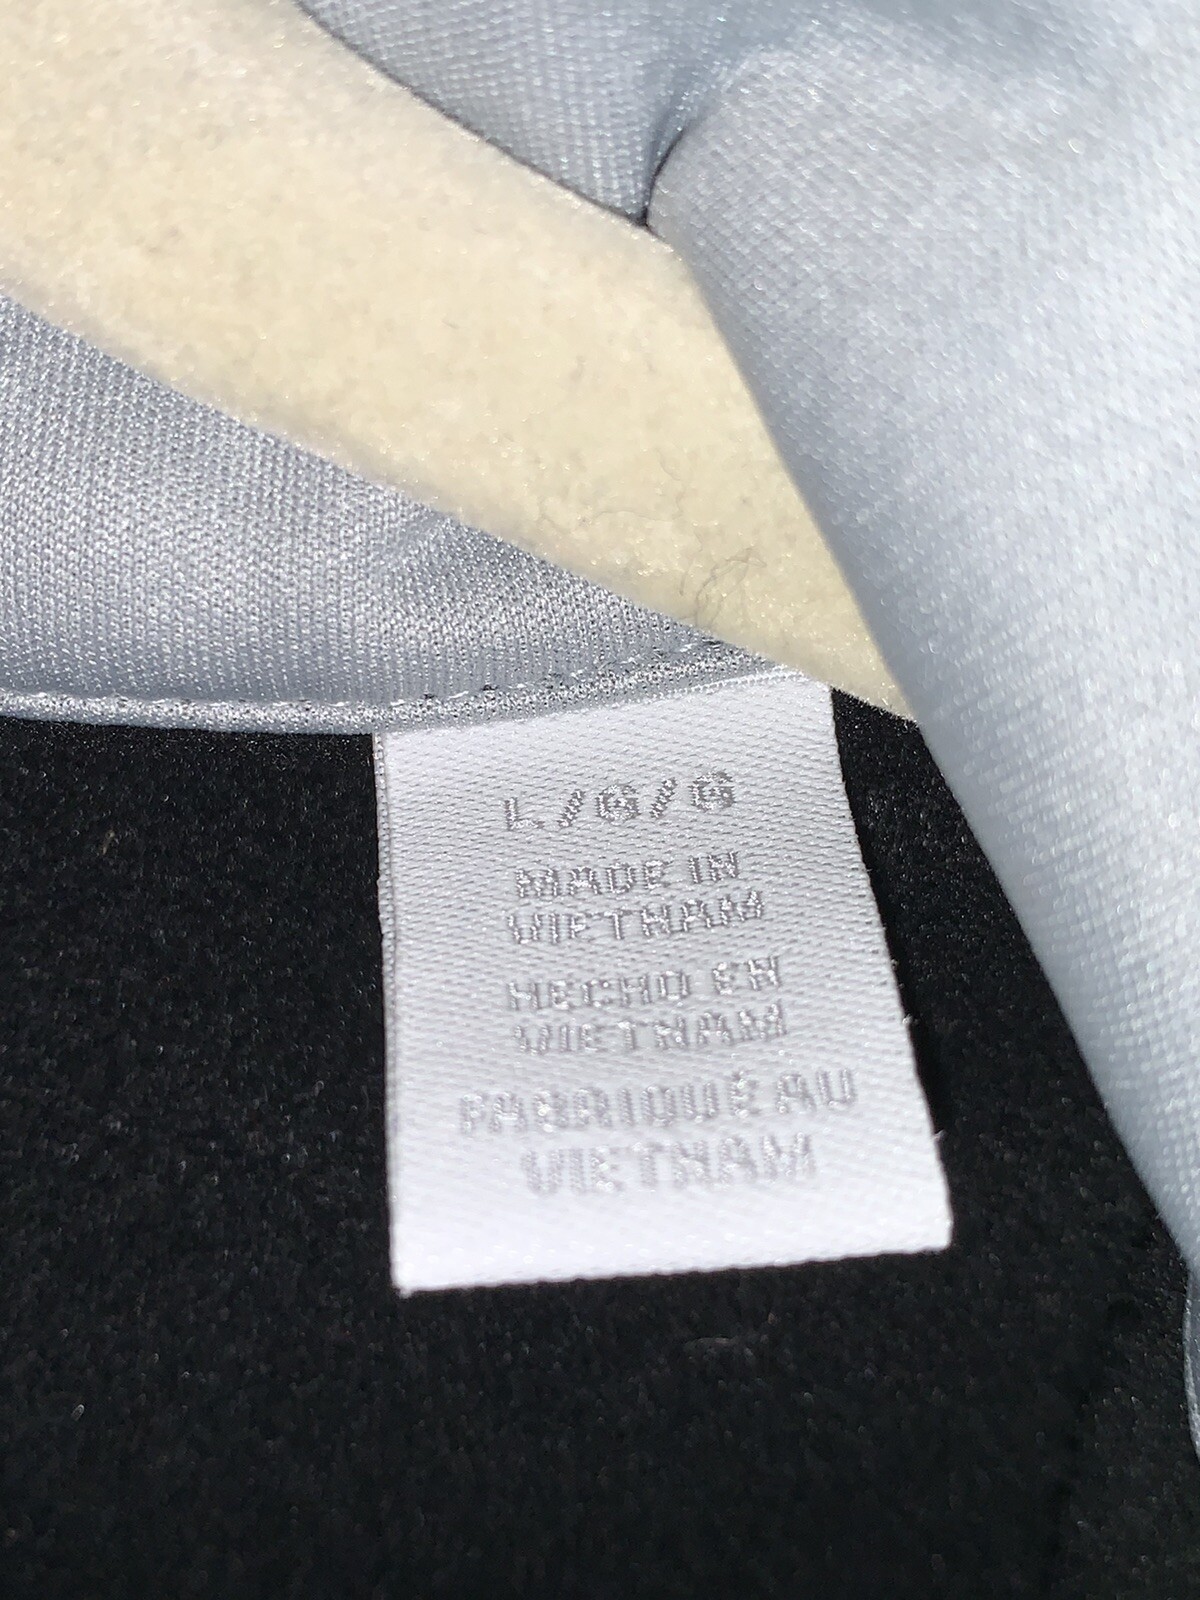 L/G/G
MADE IN
VIETNAM
HECHO EN
VIETNAM
FABRIQUÉ AU
VIETNAM